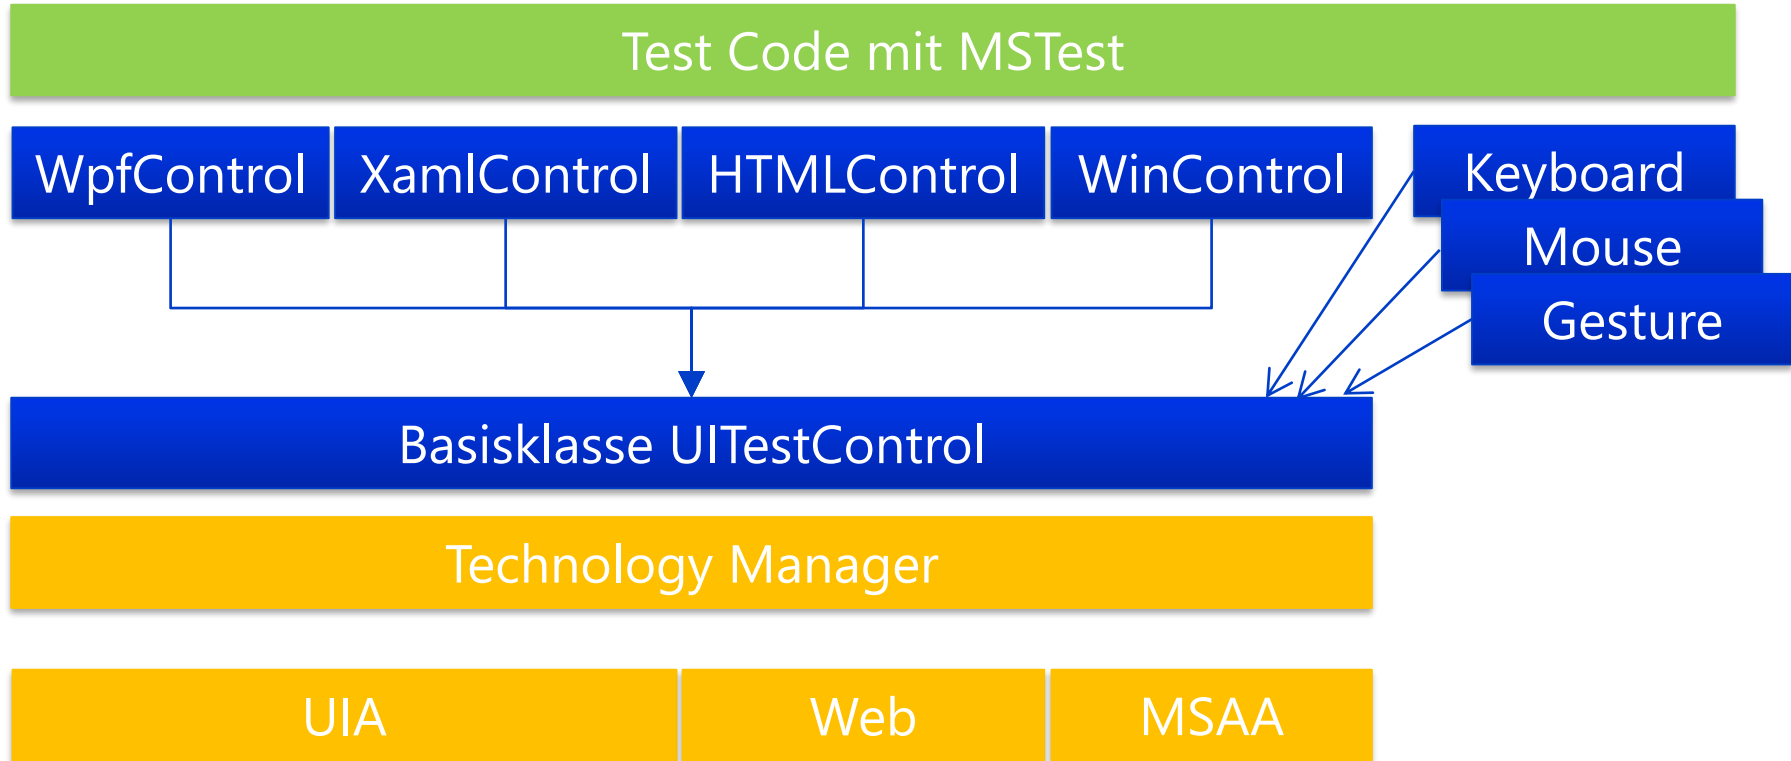 Test Code mit MSTest
WpfControl
XamlControl
HTMLControl
WinControl
Keyboard
Mouse
Gesture
Basisklasse UITestControl
Technology Manager
UIA
Web
MSAA